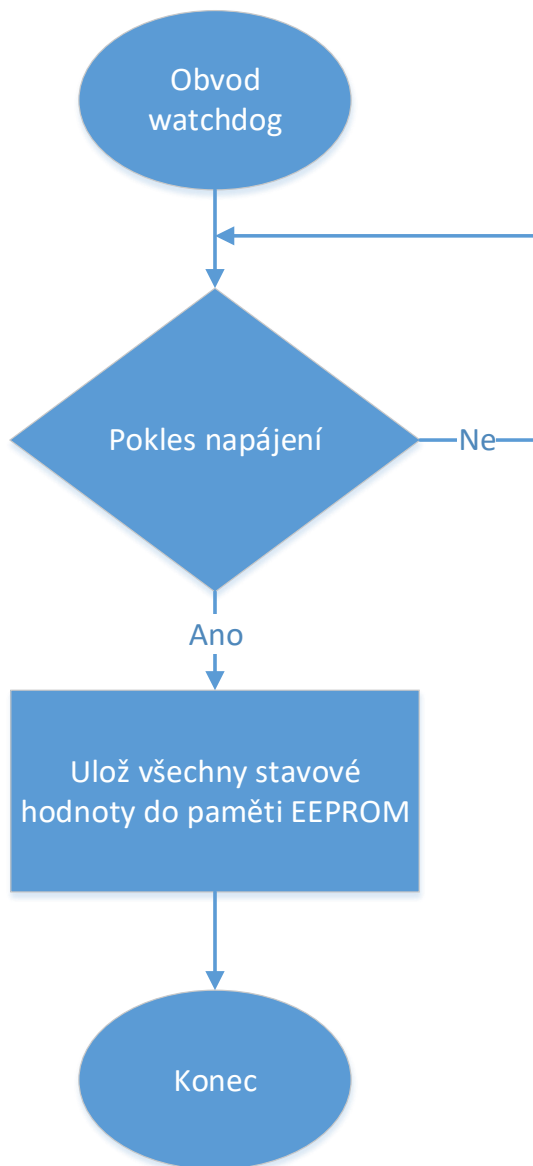 Obvod
watchdog
Pokles napájení
Ne
Ano
Ulož všechny stavové
hodnoty do paměti EEPROM
Konec